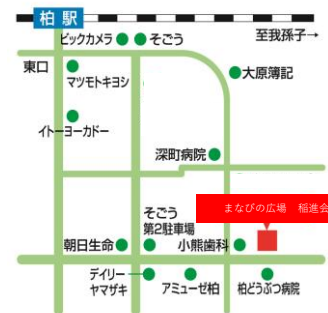 柏駅
ビックカメラ
そごう
至我孫子→
東口
マツモトキヨシ
大原簿記
イトーヨーカドー
深町病院
まなびの広場　稲進会
そごう
第2駐車場
朝日生命
小熊歯科
デイリー
ヤマザキ
アミューゼ柏
柏どうぶつ病院